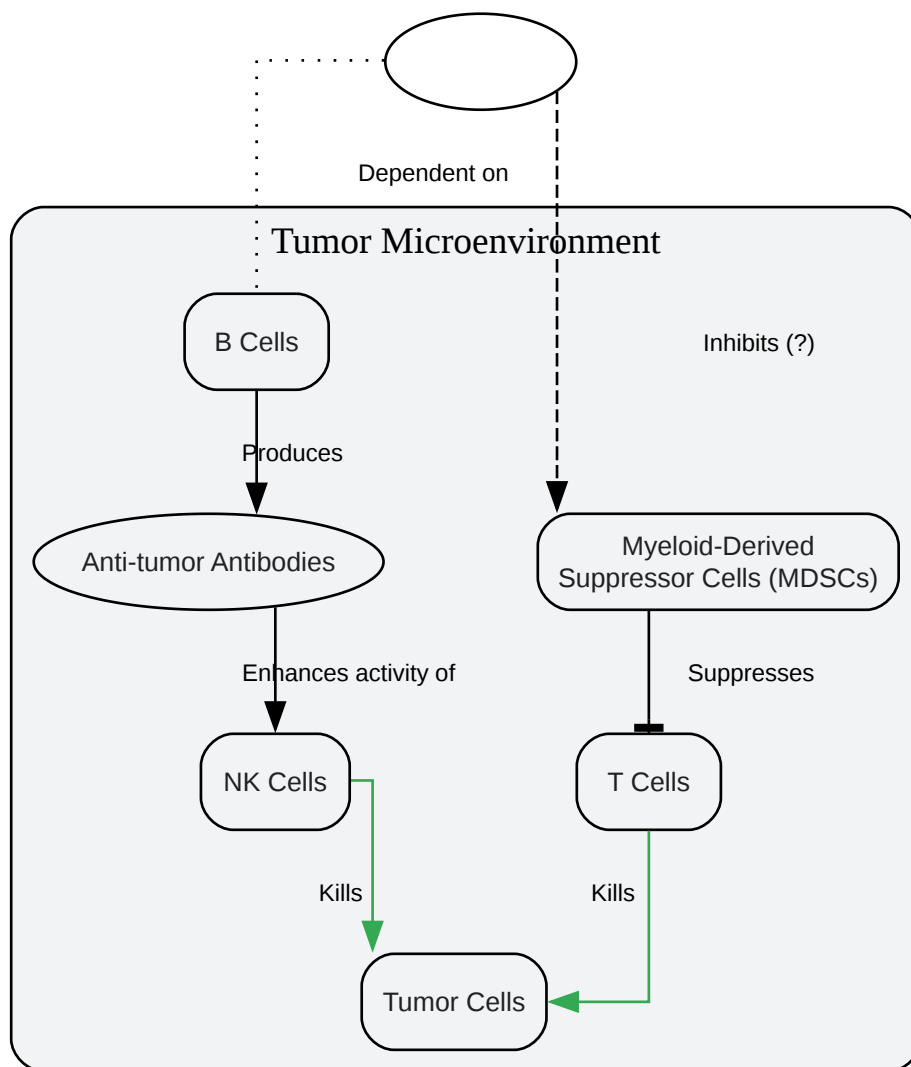 Dependent on
Tumor Microenvironment
B Cells
Inhibits (?)
Produces
Anti-tumor Antibodies
Myeloid-Derived
Suppressor Cells (MDSCs)
Enhances activity of
Suppresses
NK Cells
T Cells
Kills
Kills
Tumor Cells